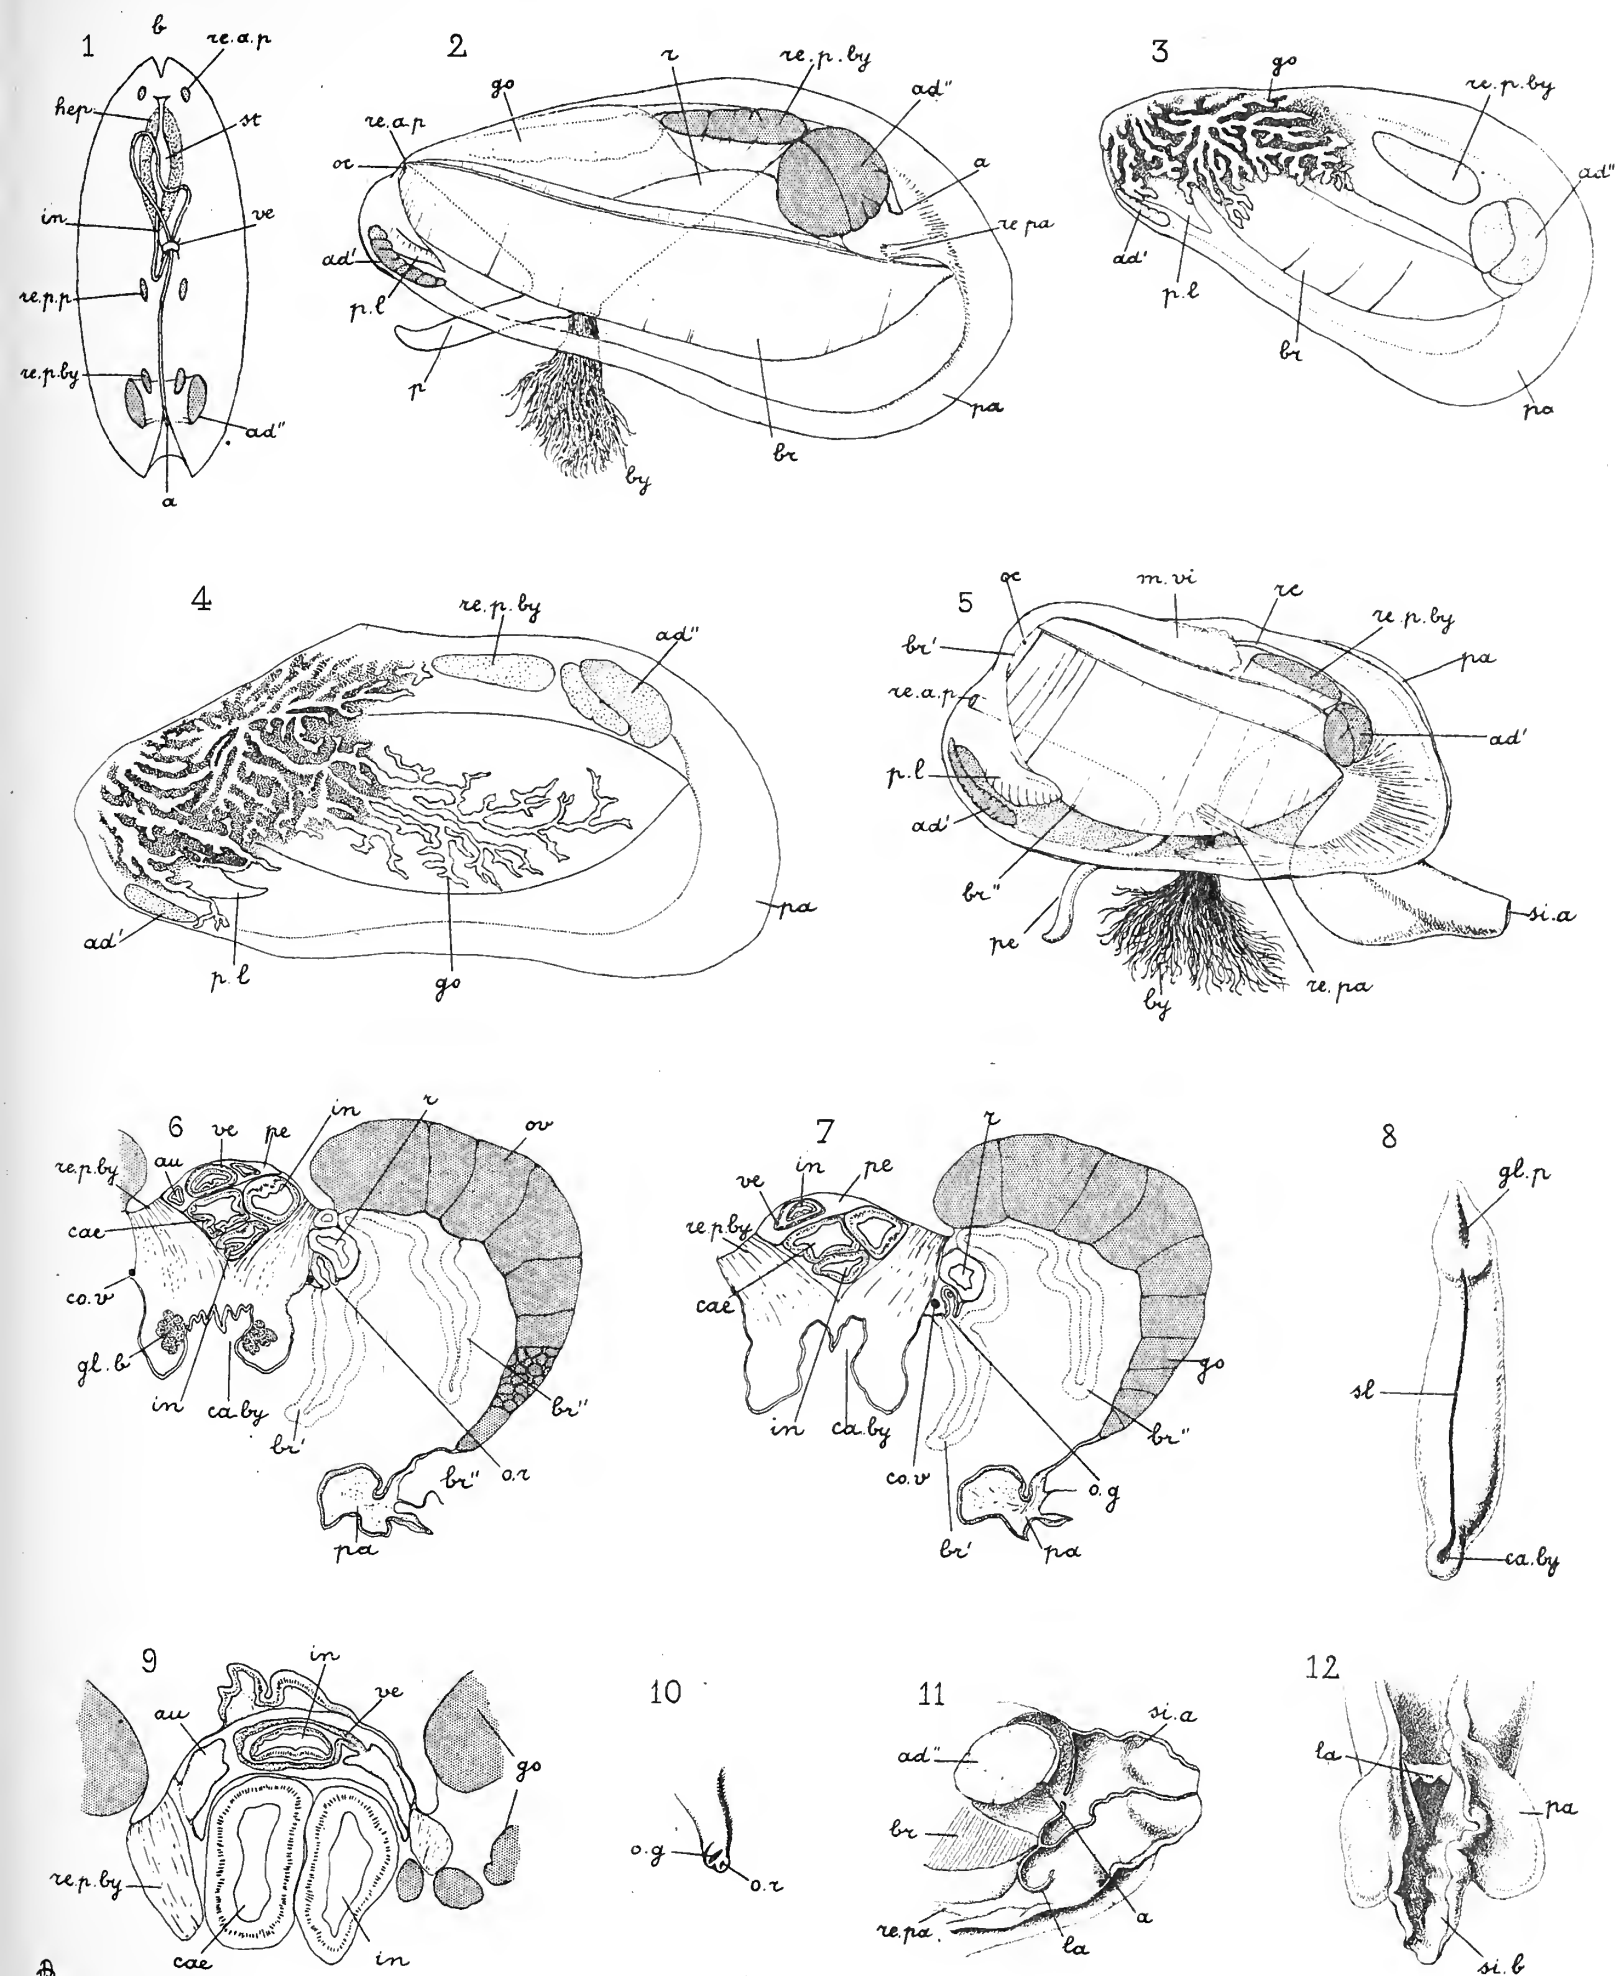 1
b
re.a.p
hep
st
in
ve
re.p.p
re.p.by
ad"
a
2
go
r
re.p.by
ad"
re.a.p
oc
a
re pa
ad'
p.l
p
by
br
pa
3
go
re.p.by
ad"
ad'
p.l
br
pa
4
re.p.by
ad"
ad'
p.l
go
pa
5
oc
m.vi
re
re.p.by
br'
pa
re.a.p
ad'
p.l
ad'
br"
pe
by
re.pa
si.a
6
ve
pe
in
r
ov
re.p.by
au
cae
co.v
gl.b
in
ca.by
br'
br"
br"
o.r
pa
7
in
pe
r
ve
re.p.by
cae
in
ca.by
go
br"
co.v
o.g
br'
pa
8
gl.p
sl
ca.by
9
in
ve
au
go
re.p.by
cae
in
10
o.g
o.r
11
si.a
ad"
br
re.pa.
a
la
12
la
pa
si.b